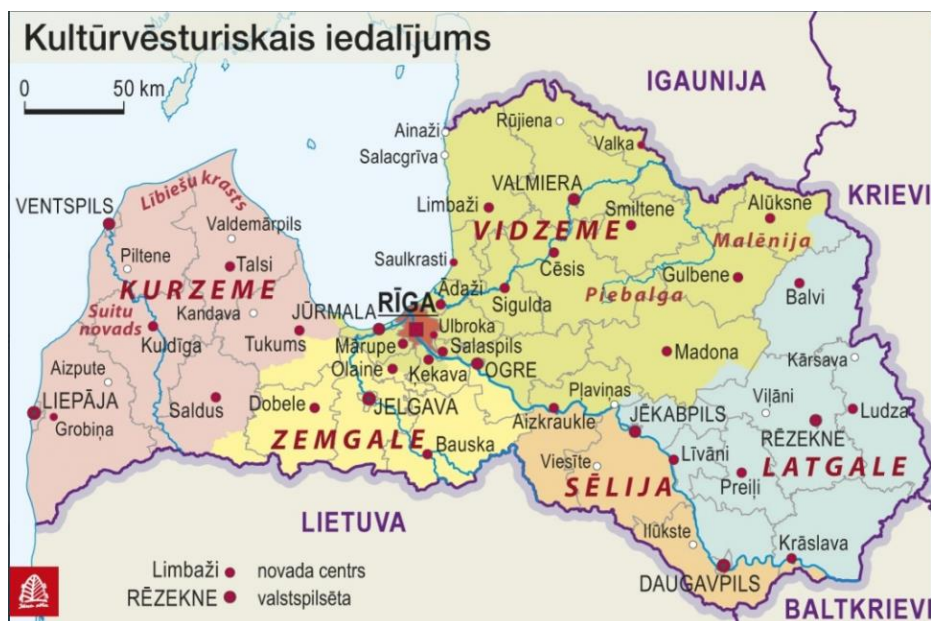 Kultūrvēsturiskais iedalījums
0 50 km
IGAUNIJA
Rūjiena
Ainaži
Valka
Salacgrīva
KRIEVI
VALMIERA
Lībiešu krasts
Limbaži
Smiltene
Alūksne
VENTSPILS
Valdemārpils
VIDZEME
Malēnija
Piltene
Talsi
Saulkrasti
Cēsis
Gulbene
KURZEME
Ādaži
Sigulda
Piebalga
Balvi
Suitu
novads
Kandava
JŪRMALA
RĪGA
Ulbroka
Kuldīga
Tukums
Mārupe
Salaspils
Madona
Kārsava
Aizpute
Olaine
Ķekava
OGRE
Pļaviņas
Viļāni
LIEPĀJA
Saldus
Dobele
JELGAVA
Aizkraukle
JĒKABPILS
Ludza
Grobiņa
ZEMGALE
Bauska
RĒZEKNE
Viesīte
Līvāni
LATGALE
SĒLIJA
Preiļi
LIETUVA
Ilūkste
Krāslava
Limbaži novada centrs
DAUGAVPILS
RĒZEKNE valstspilsēta
BALTKRIEVI